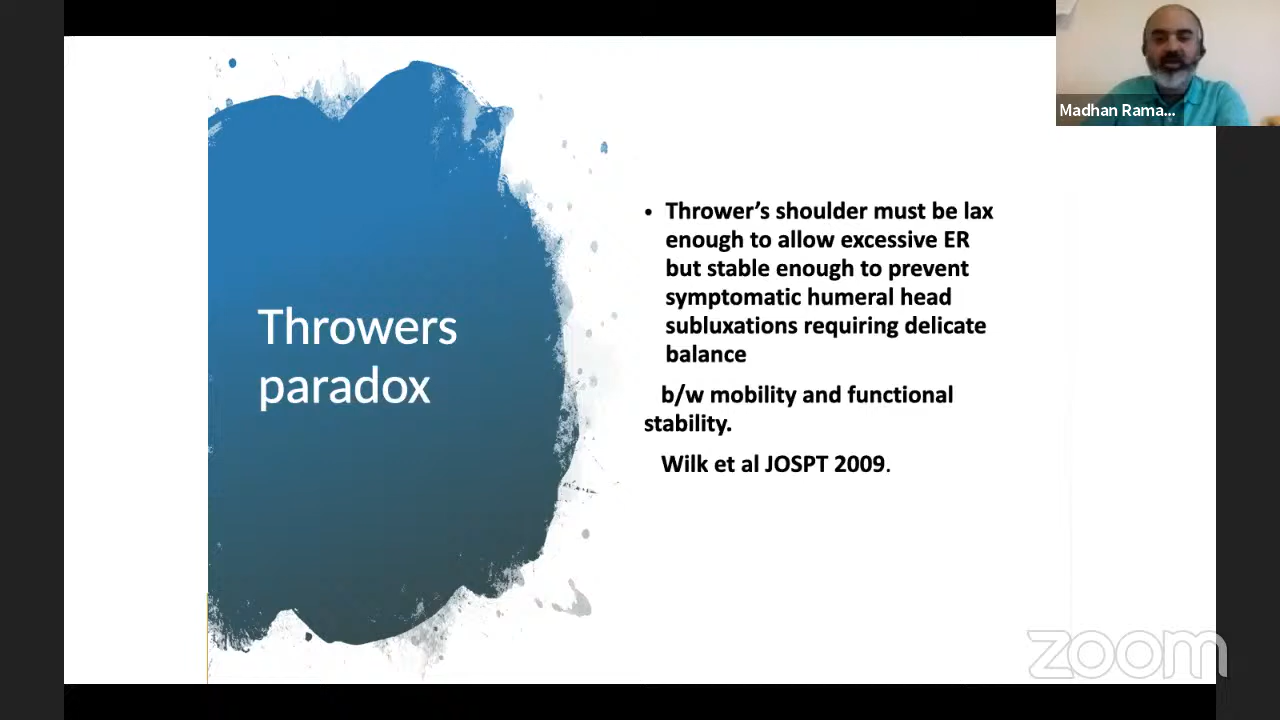 Madhan Rama...
Throwers
paradox
• Thrower’s shoulder must be lax
enough to allow excessive ER
but stable enough to prevent
symptomatic humeral head
subluxations requiring delicate
balance
b/w mobility and functional
stability.
Wilk et al JOSPT 2009.
zoom